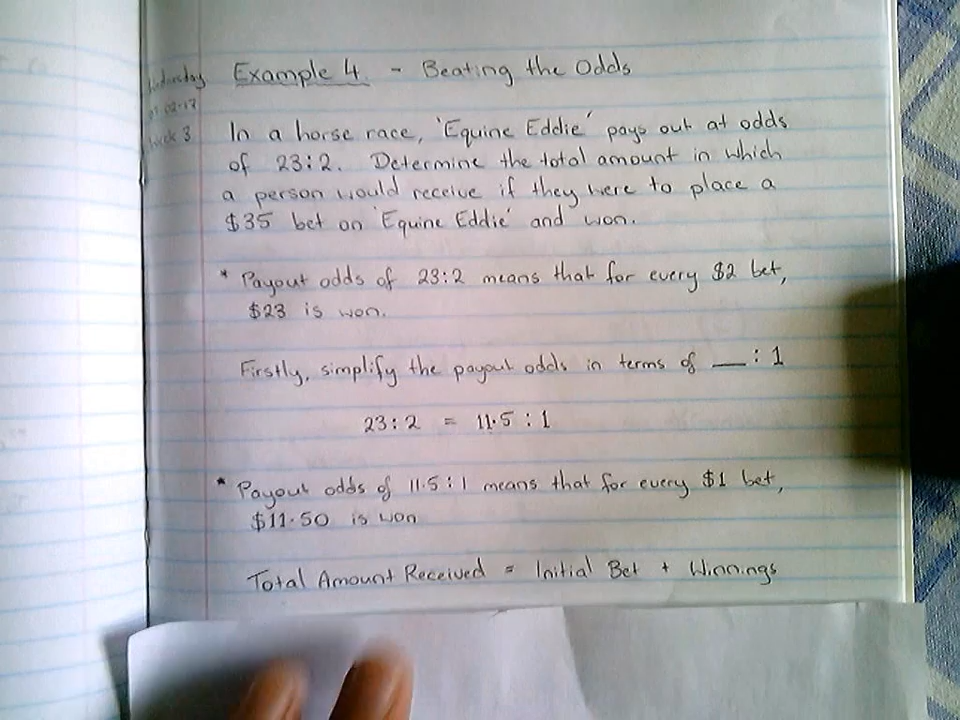 Example 4. - Beating the Odds
Week 3
In a horse race, 'Equine Eddie' pays out at odds
of 23:2. Determine the total amount in which
a person would receive if they were to place a
$35 bet on 'Equine Eddie' and won.
* Payout odds of 23:2 means that for every $2 bet,
$23 is won.
Firstly, simplify the payout odds in terms of __ : 1
23:2 = 11.5 : 1
* Payout odds of 11.5:1 means that for every $1 bet,
$11.50 is won
Total Amount Received = Initial Bet + Winnings